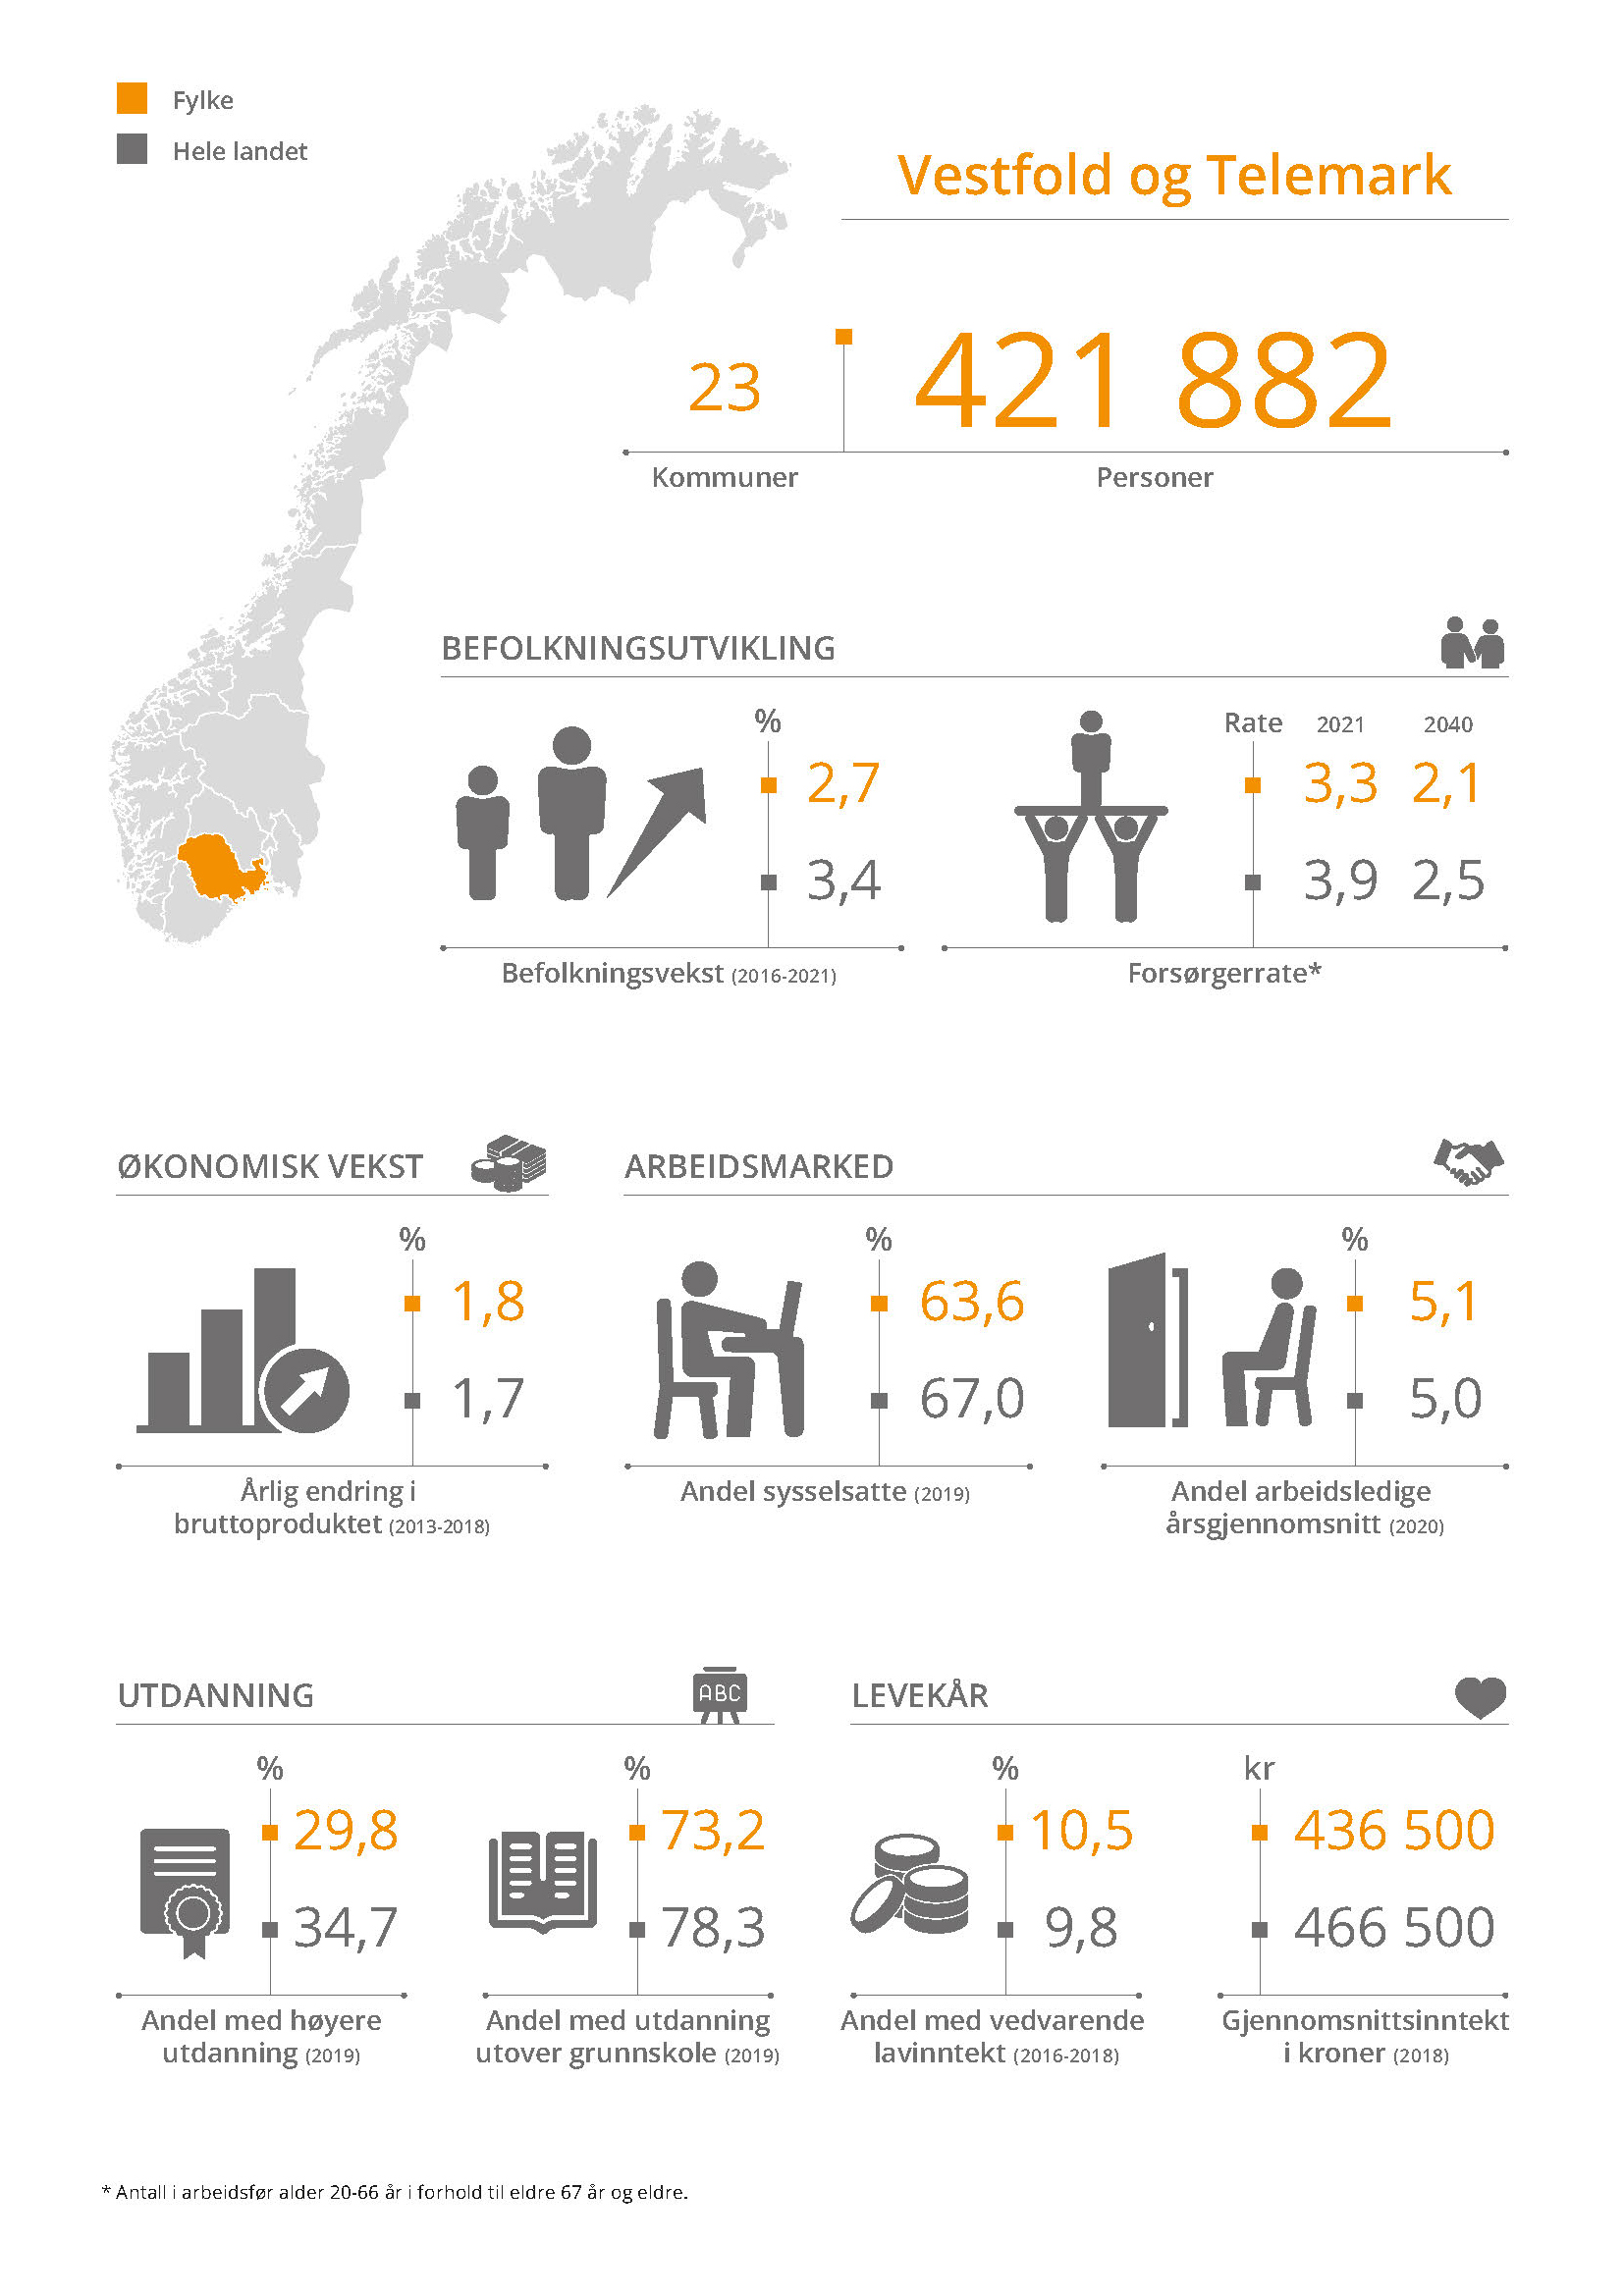 Fylke
Hele landet
Vestfold og Telemark
23
421 882
Kommuner
Personer
BEFOLKNINGSUTVIKLING
%
2,7
3,4
Befolkningsvekst (2016-2021)
Rate 2021 2040
3,3 2,1
3,9 2,5
Forsørgerrate*
ØKONOMISK VEKST
%
1,8
1,7
Årlig endring i
bruttoproduktet (2013-2018)
ARBEIDSMARKED
%
63,6
67,0
Andel sysselsatte (2019)
%
5,1
5,0
Andel arbeidsledige
årsgjennomsnitt (2020)
UTDANNING
ABC
%
29,8
34,7
Andel med høyere
utdanning (2019)
%
73,2
78,3
Andel med utdanning
utover grunnskole (2019)
LEVEKÅR
%
10,5
9,8
Andel med vedvarende
lavinntekt (2016-2018)
kr
436 500
466 500
Gjennomsnittsinntekt
i kroner (2018)
* Antall i arbeidsfør alder 20-66 år i forhold til eldre 67 år og eldre.